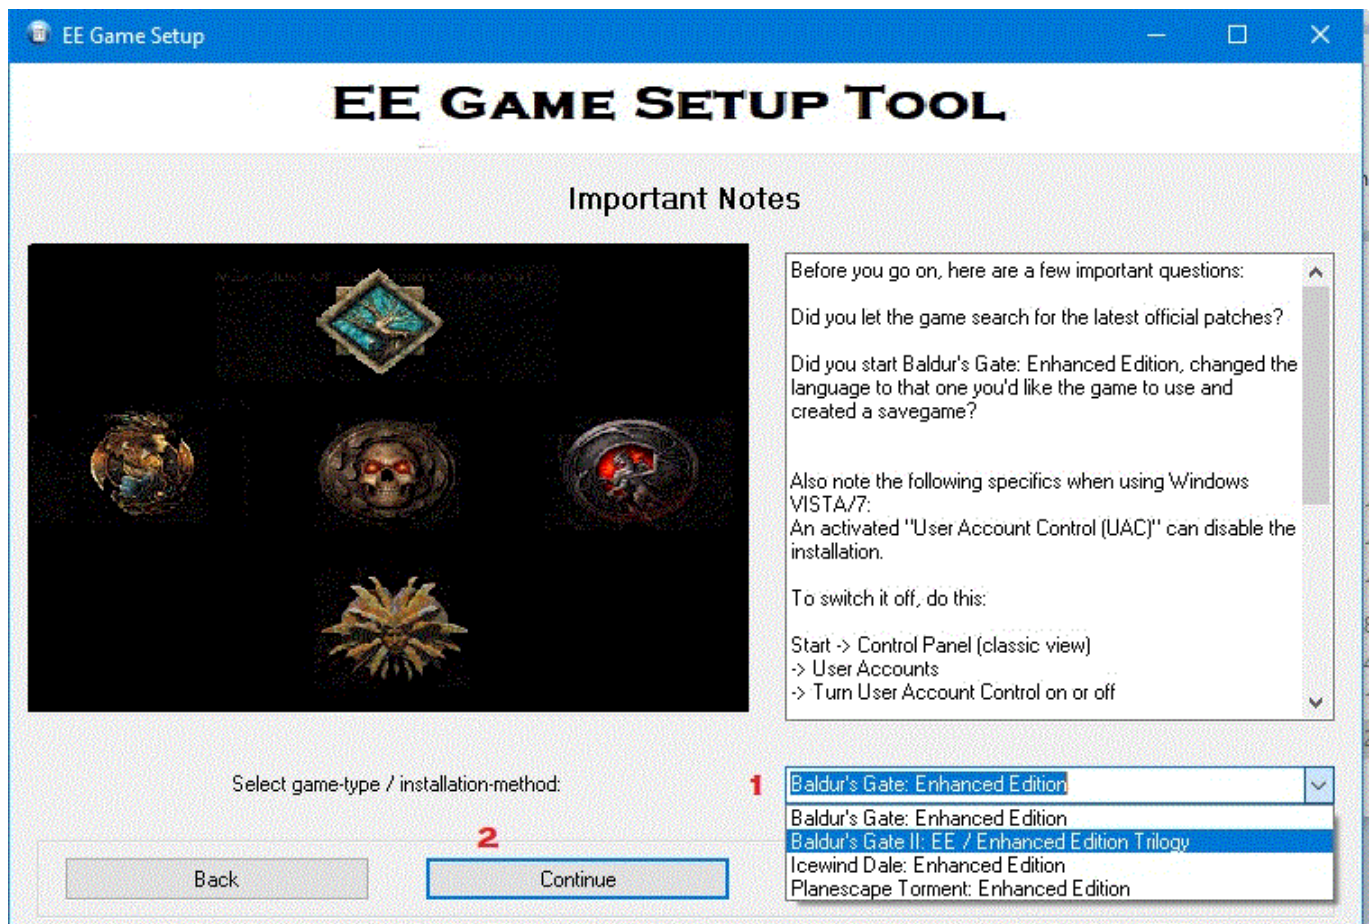 EE Game Setup
EE GAME SETUP TOOL
Important Notes
Before you go on, here are a few important questions:
Did you let the game search for the latest official patches?
Did you start Baldur's Gate: Enhanced Edition, changed the
language to that one you'd like the game to use and
created a savegame?
Also note the following specifics when using Windows
VISTA/7:
An activated "User Account Control (UAC)" can disable the
installation.
To switch it off, do this:
Start -> Control Panel (classic view)
-> User Accounts
-> Turn User Account Control on or off
Select game-type / installation-method:
1
Baldur's Gate: Enhanced Edition
Baldur's Gate: Enhanced Edition
Baldur's Gate II: EE / Enhanced Edition Trilogy
Icewind Dale: Enhanced Edition
Planescape Torment: Enhanced Edition
2
Back
Continue